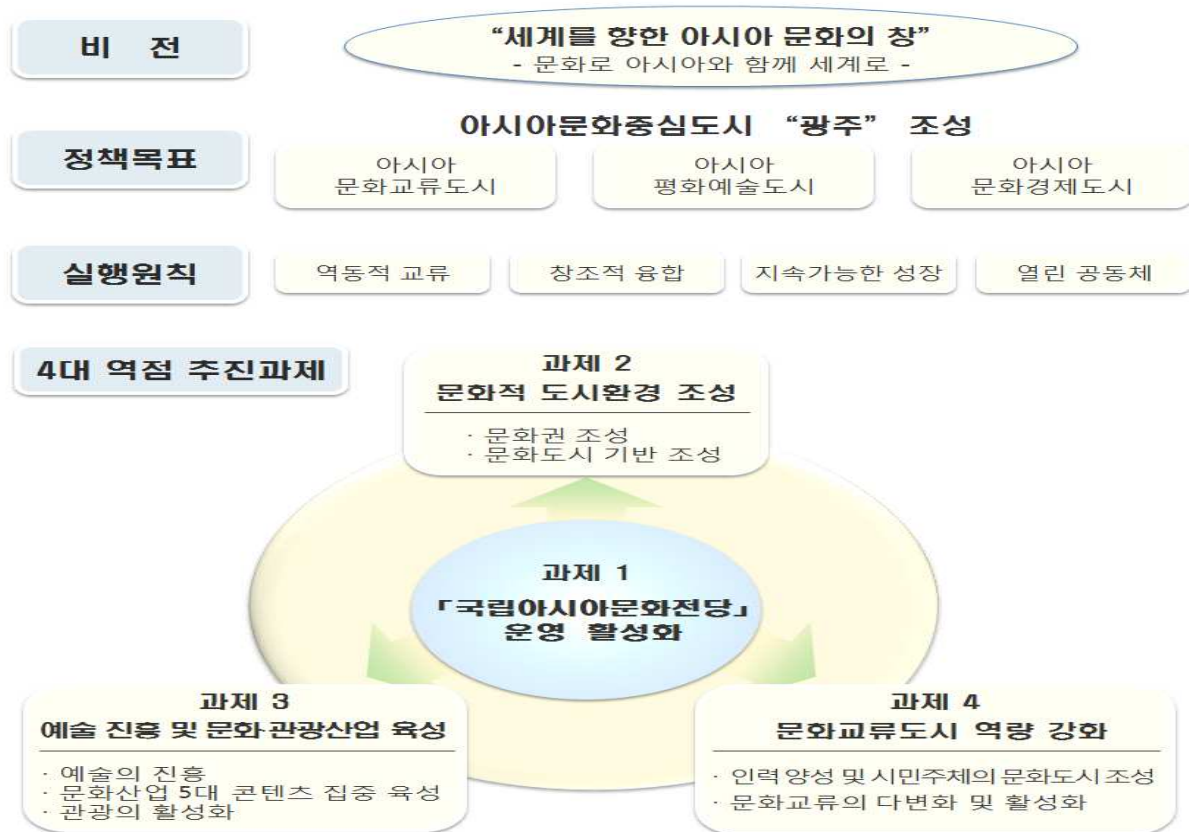 비 전
“세계를 향한 아시아 문화의 창”
- 문화로 아시아와 함께 세계로 -
정책목표
아시아문화중심도시 “광주” 조성
아시아
문화교류도시
아시아
평화예술도시
아시아
문화경제도시
실행원칙
역동적 교류
창조적 융합
지속가능한 성장
열린 공동체
4대 역점 추진과제
과제 2
문화적 도시환경 조성
· 문화권 조성
· 문화도시 기반 조성
과제 1
「국립아시아문화전당」
운영 활성화
과제 3
예술 진흥 및 문화·관광산업 육성
· 예술의 진흥
· 문화산업 5대 콘텐츠 집중 육성
· 관광의 활성화
과제 4
문화교류도시 역량 강화
· 인력 양성 및 시민주체의 문화도시 조성
· 문화교류의 다변화 및 활성화